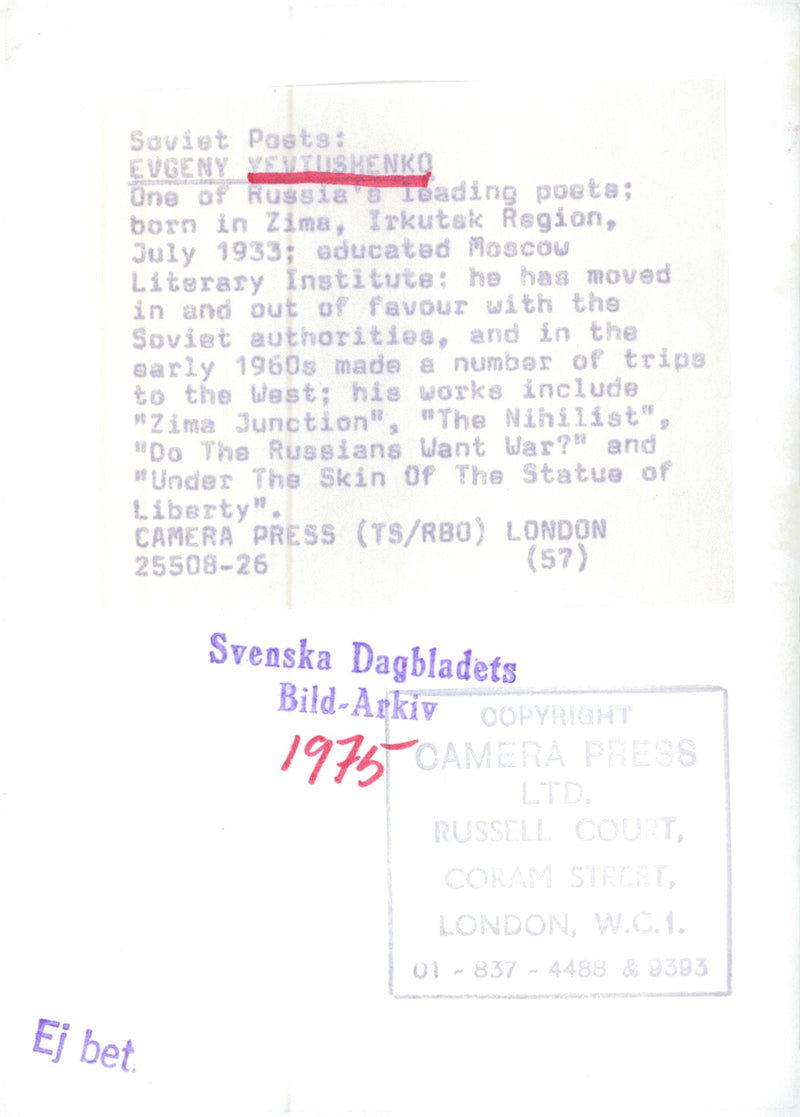 Soviet Poets:
EVGENY YEVTUSHENKO
One of Russia's leading poets;
born in Zima, Irkutsk Region,
July 1933; educated Moscow
Literary Institute: he has moved
in and out of favour with the
Soviet authorities, and in the
early 1960s made a number of trips
to the West; his works include
"Zima Junction", "The Nihilist",
"Do The Russians Want War?" and
"Under The Skin Of The Statue of
Liberty".
CAMERA PRESS (TS/RBO) LONDON
25508-26 (57)
Svenska Dagbladets
Bild-Arkiv
1975
COPYRIGHT
CAMERA PRESS
LTD.
RUSSELL COURT,
CORAM STREET,
LONDON, W.C.1.
01 - 837 - 4488 & 9393
Ej bet.